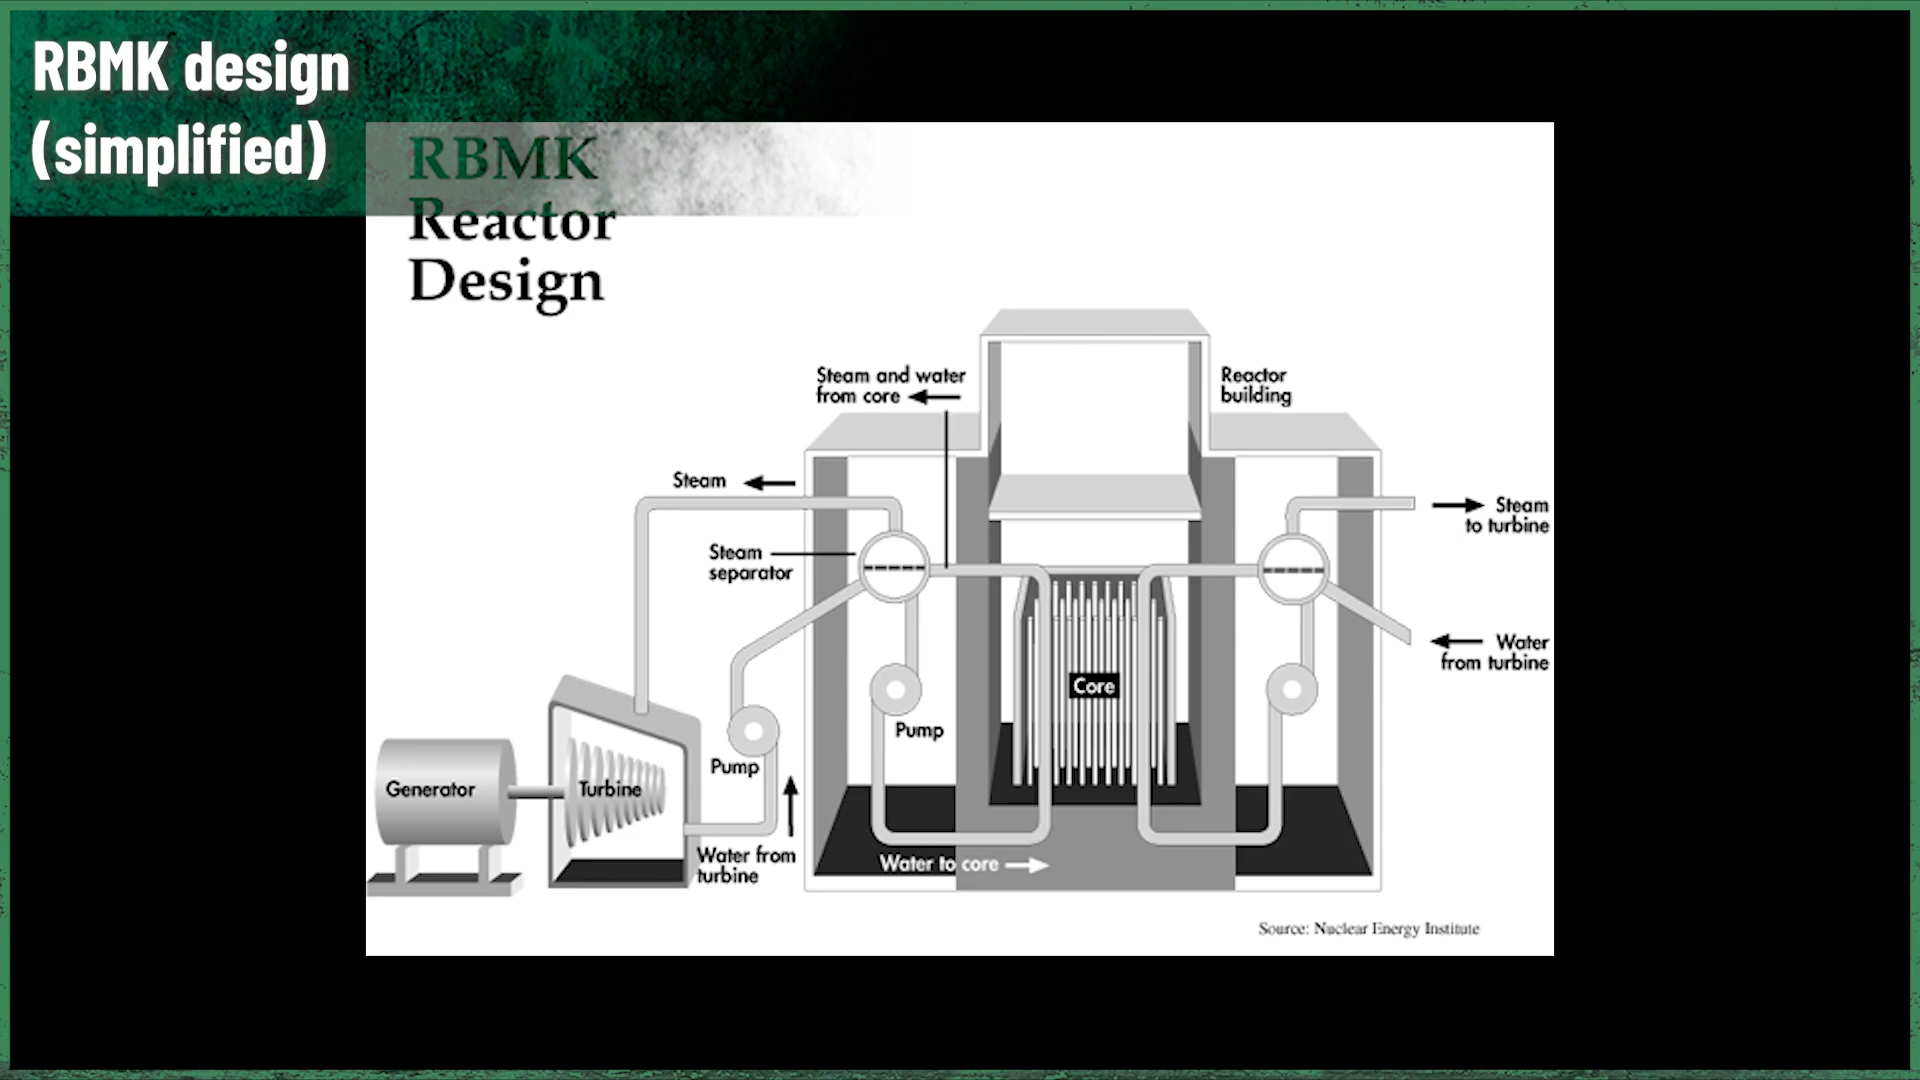 RBMK design
(simplified)
RBMK
Reactor
Design
Steam and water
from core
Reactor
building
Steam
Steam
to turbine
Steam
separator
Water
from turbine
Core
Pump
Pump
Generator
Turbine
Water from
turbine
Water to core
Source: Nuclear Energy Institute